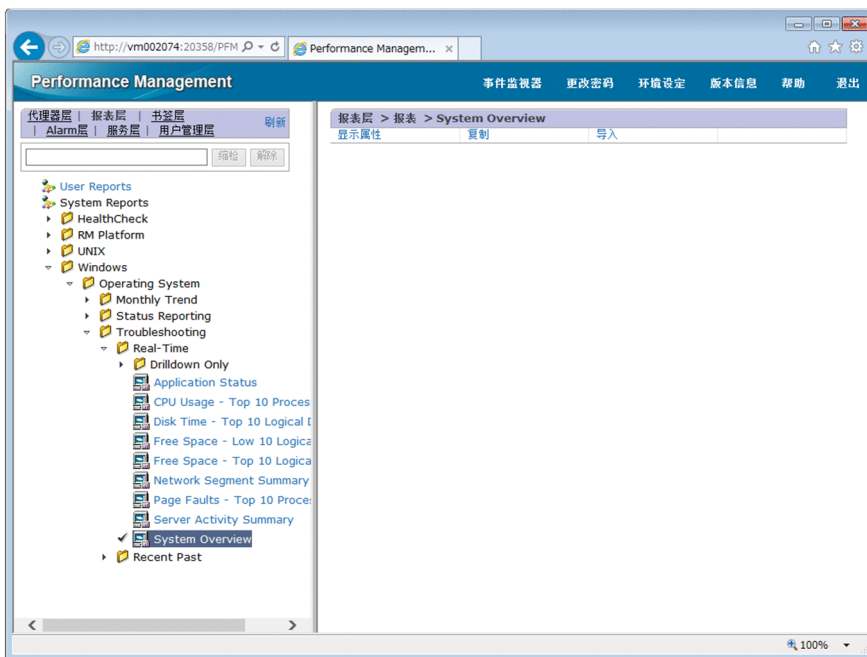 http://vm002074:20358/PFM
Performance Managem...
Performance Management
事件监视器 更改密码 环境设定 版本信息 帮助 退出
代理器层 | 报表层 | 书签层
| Alarm层 | 服务层 | 用户管理层
刷新
缩检 解除
User Reports
System Reports
HealthCheck
RM Platform
UNIX
Windows
Operating System
Monthly Trend
Status Reporting
Troubleshooting
Real-Time
Drilldown Only
Application Status
CPU Usage - Top 10 Proces
Disk Time - Top 10 Logical D
Free Space - Low 10 Logica
Free Space - Top 10 Logica
Network Segment Summary
Page Faults - Top 10 Proce
Server Activity Summary
System Overview
Recent Past
报表层 > 报表 > System Overview
显示属性 复制 导入
100%